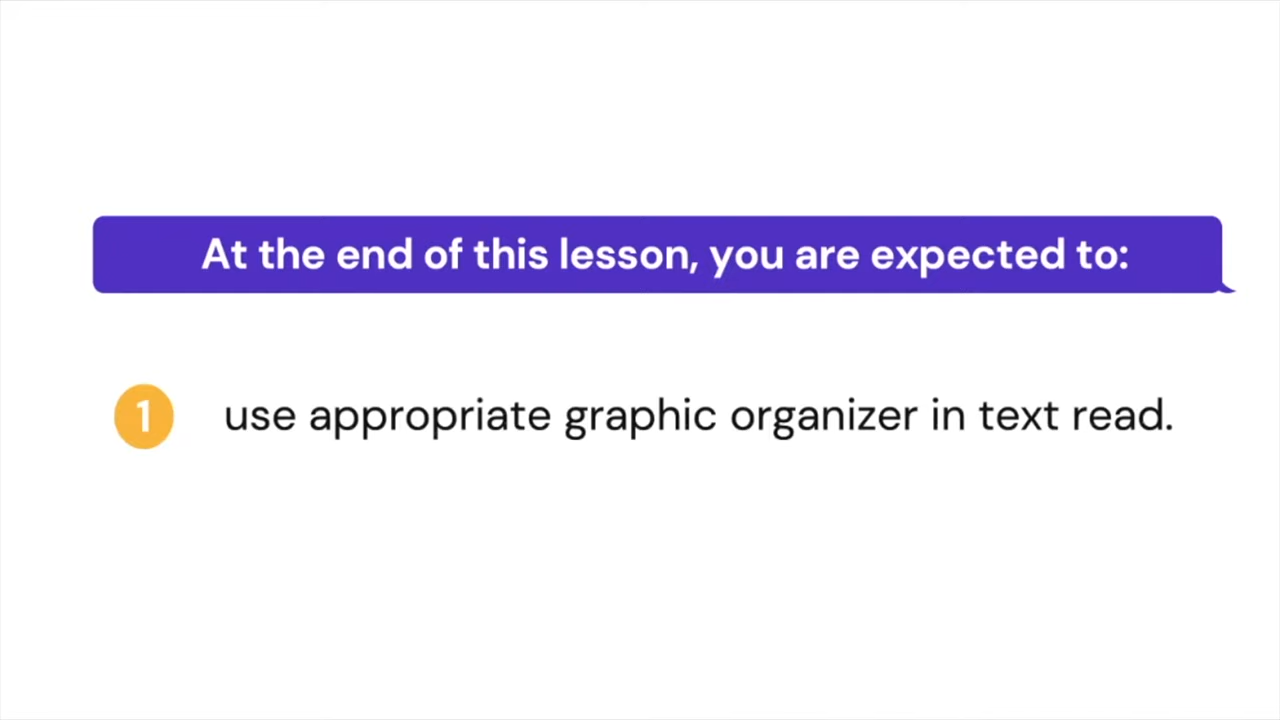 At the end of this lesson, you are expected to:
1 use appropriate graphic organizer in text read.